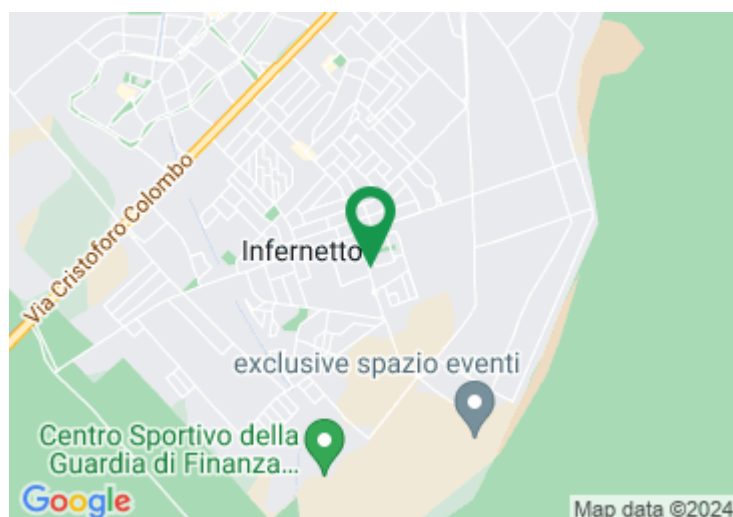 Via Cristoforo Colombo
Infernetto
exclusive spazio eventi
Centro Sportivo della
Guardia di Finanza...
Google
Map data ©2024